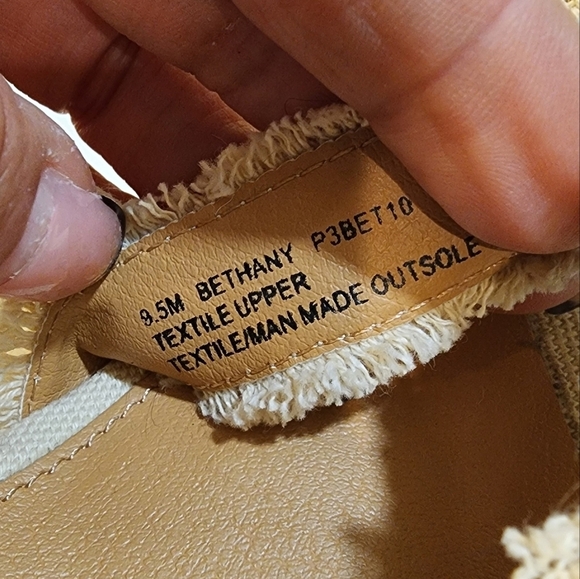 9.5M BETHANY P3BET10
TEXTILE UPPER
TEXTILE/MAN MADE OUTSOLE